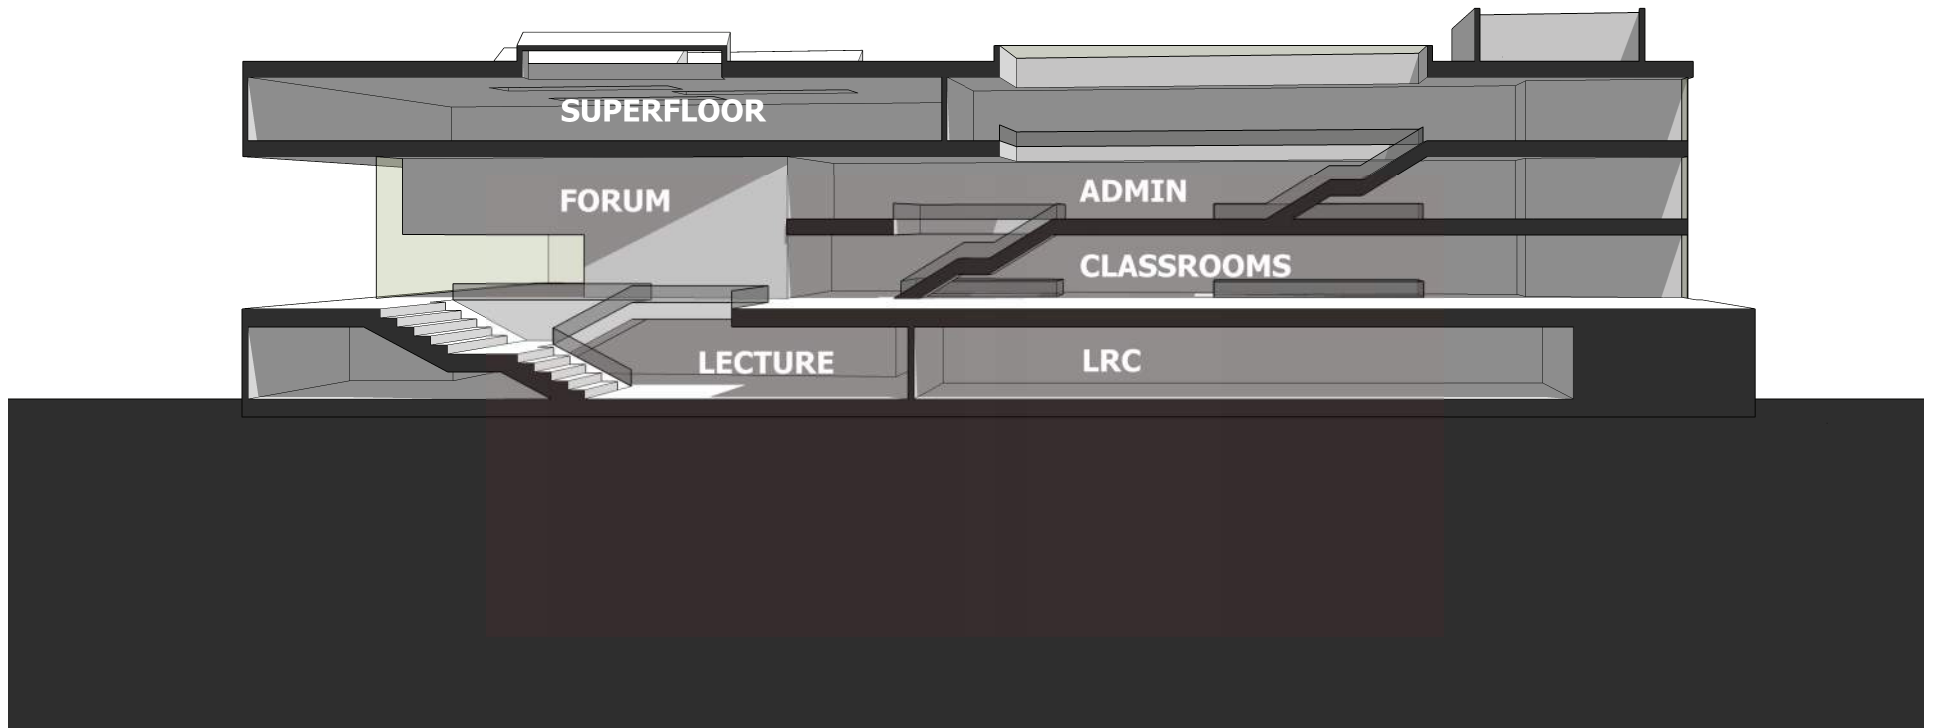 SUPERFLOOR
FORUM
ADMIN
CLASSROOMS
LECTURE
LRC